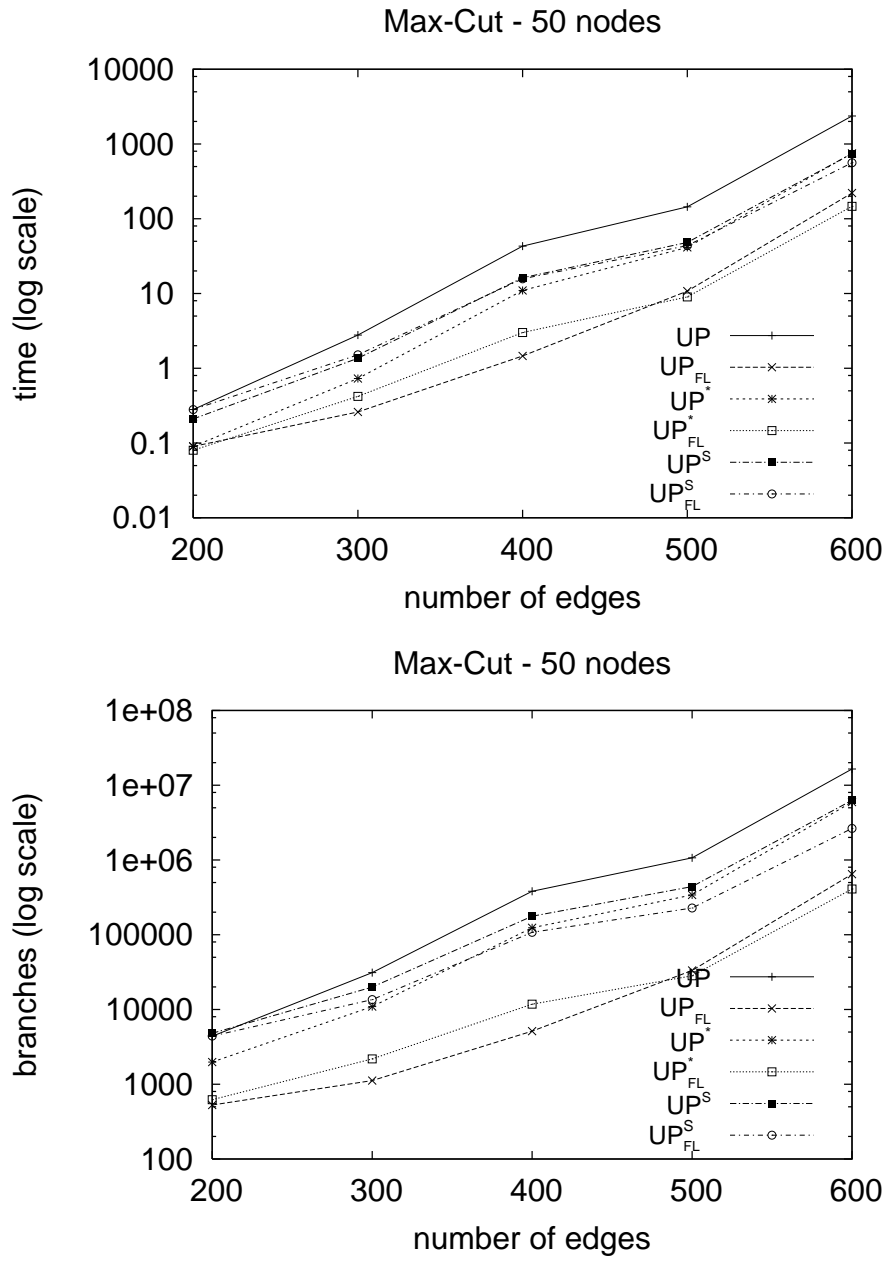 Max-Cut - 50 nodes
10000
1000
100
10
1
0.1
0.01
time (log scale)
UP
UP_FL
UP*
UP*_FL
UP^S
UP^S_FL
200 300 400 500 600
number of edges
Max-Cut - 50 nodes
1e+08
1e+07
1e+06
100000
10000
1000
100
branches (log scale)
UP
UP_FL
UP*
UP*_FL
UP^S
UP^S_FL
200 300 400 500 600
number of edges